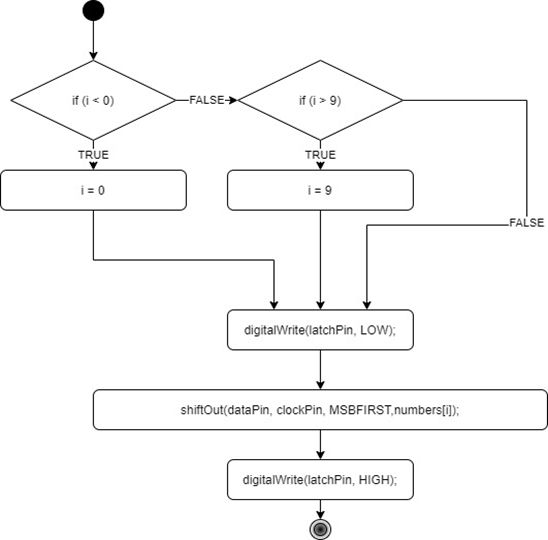 if (i < 0)
FALSE
if (i > 9)
TRUE
TRUE
i = 0
i = 9
FALSE
digitalWrite(latchPin, LOW);
shiftOut(dataPin, clockPin, MSBFIRST,numbers[i]);
digitalWrite(latchPin, HIGH);